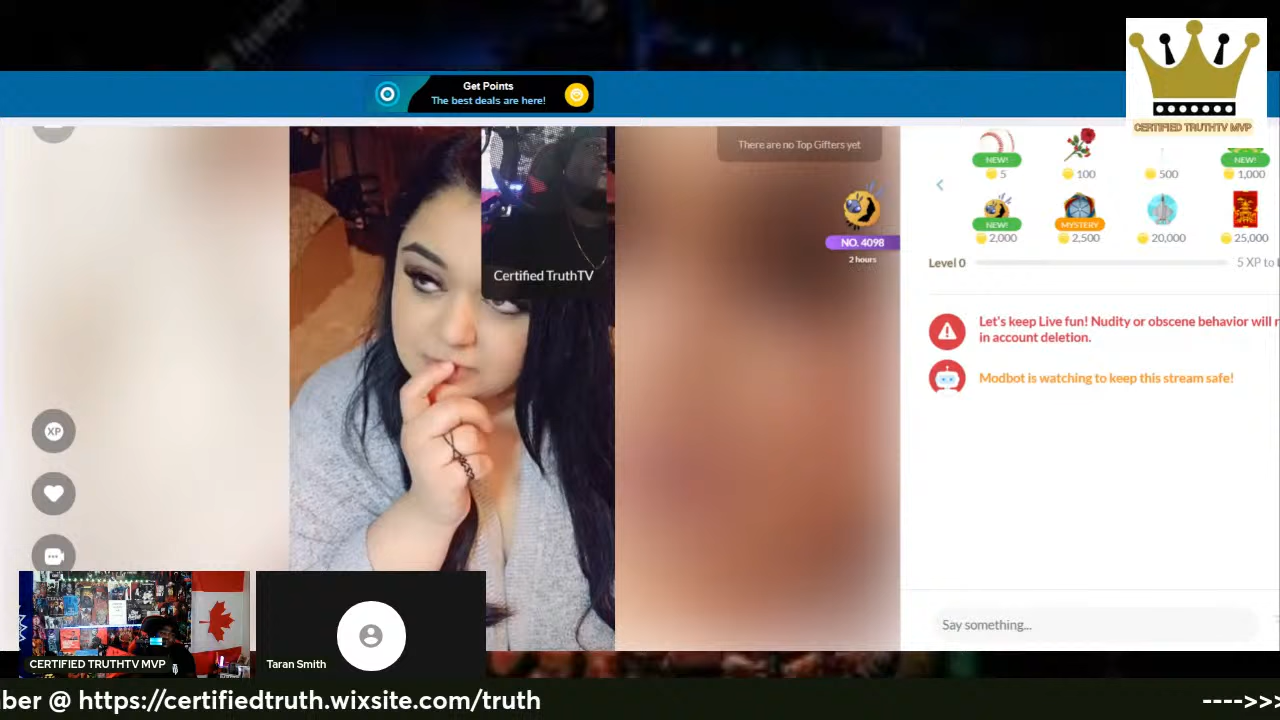 Get Points
The best deals are here!
CERTIFIED TRUTHTV MVP
There are no Top Gifters yet
NEW!
5
100
500
NEW!
1,000
NO. 4098
2 hours
NEW!
2,000
MYSTERY
2,500
20,000
25,000
Certified TruthTV
Level 0
5 XP to
Let's keep Live fun! Nudity or obscene behavior will
in account deletion.
Modbot is watching to keep this stream safe!
XP
Say something...
CERTIFIED TRUTHTV MVP
Taran Smith
ber @ https://certifiedtruth.wixsite.com/truth
---->>>